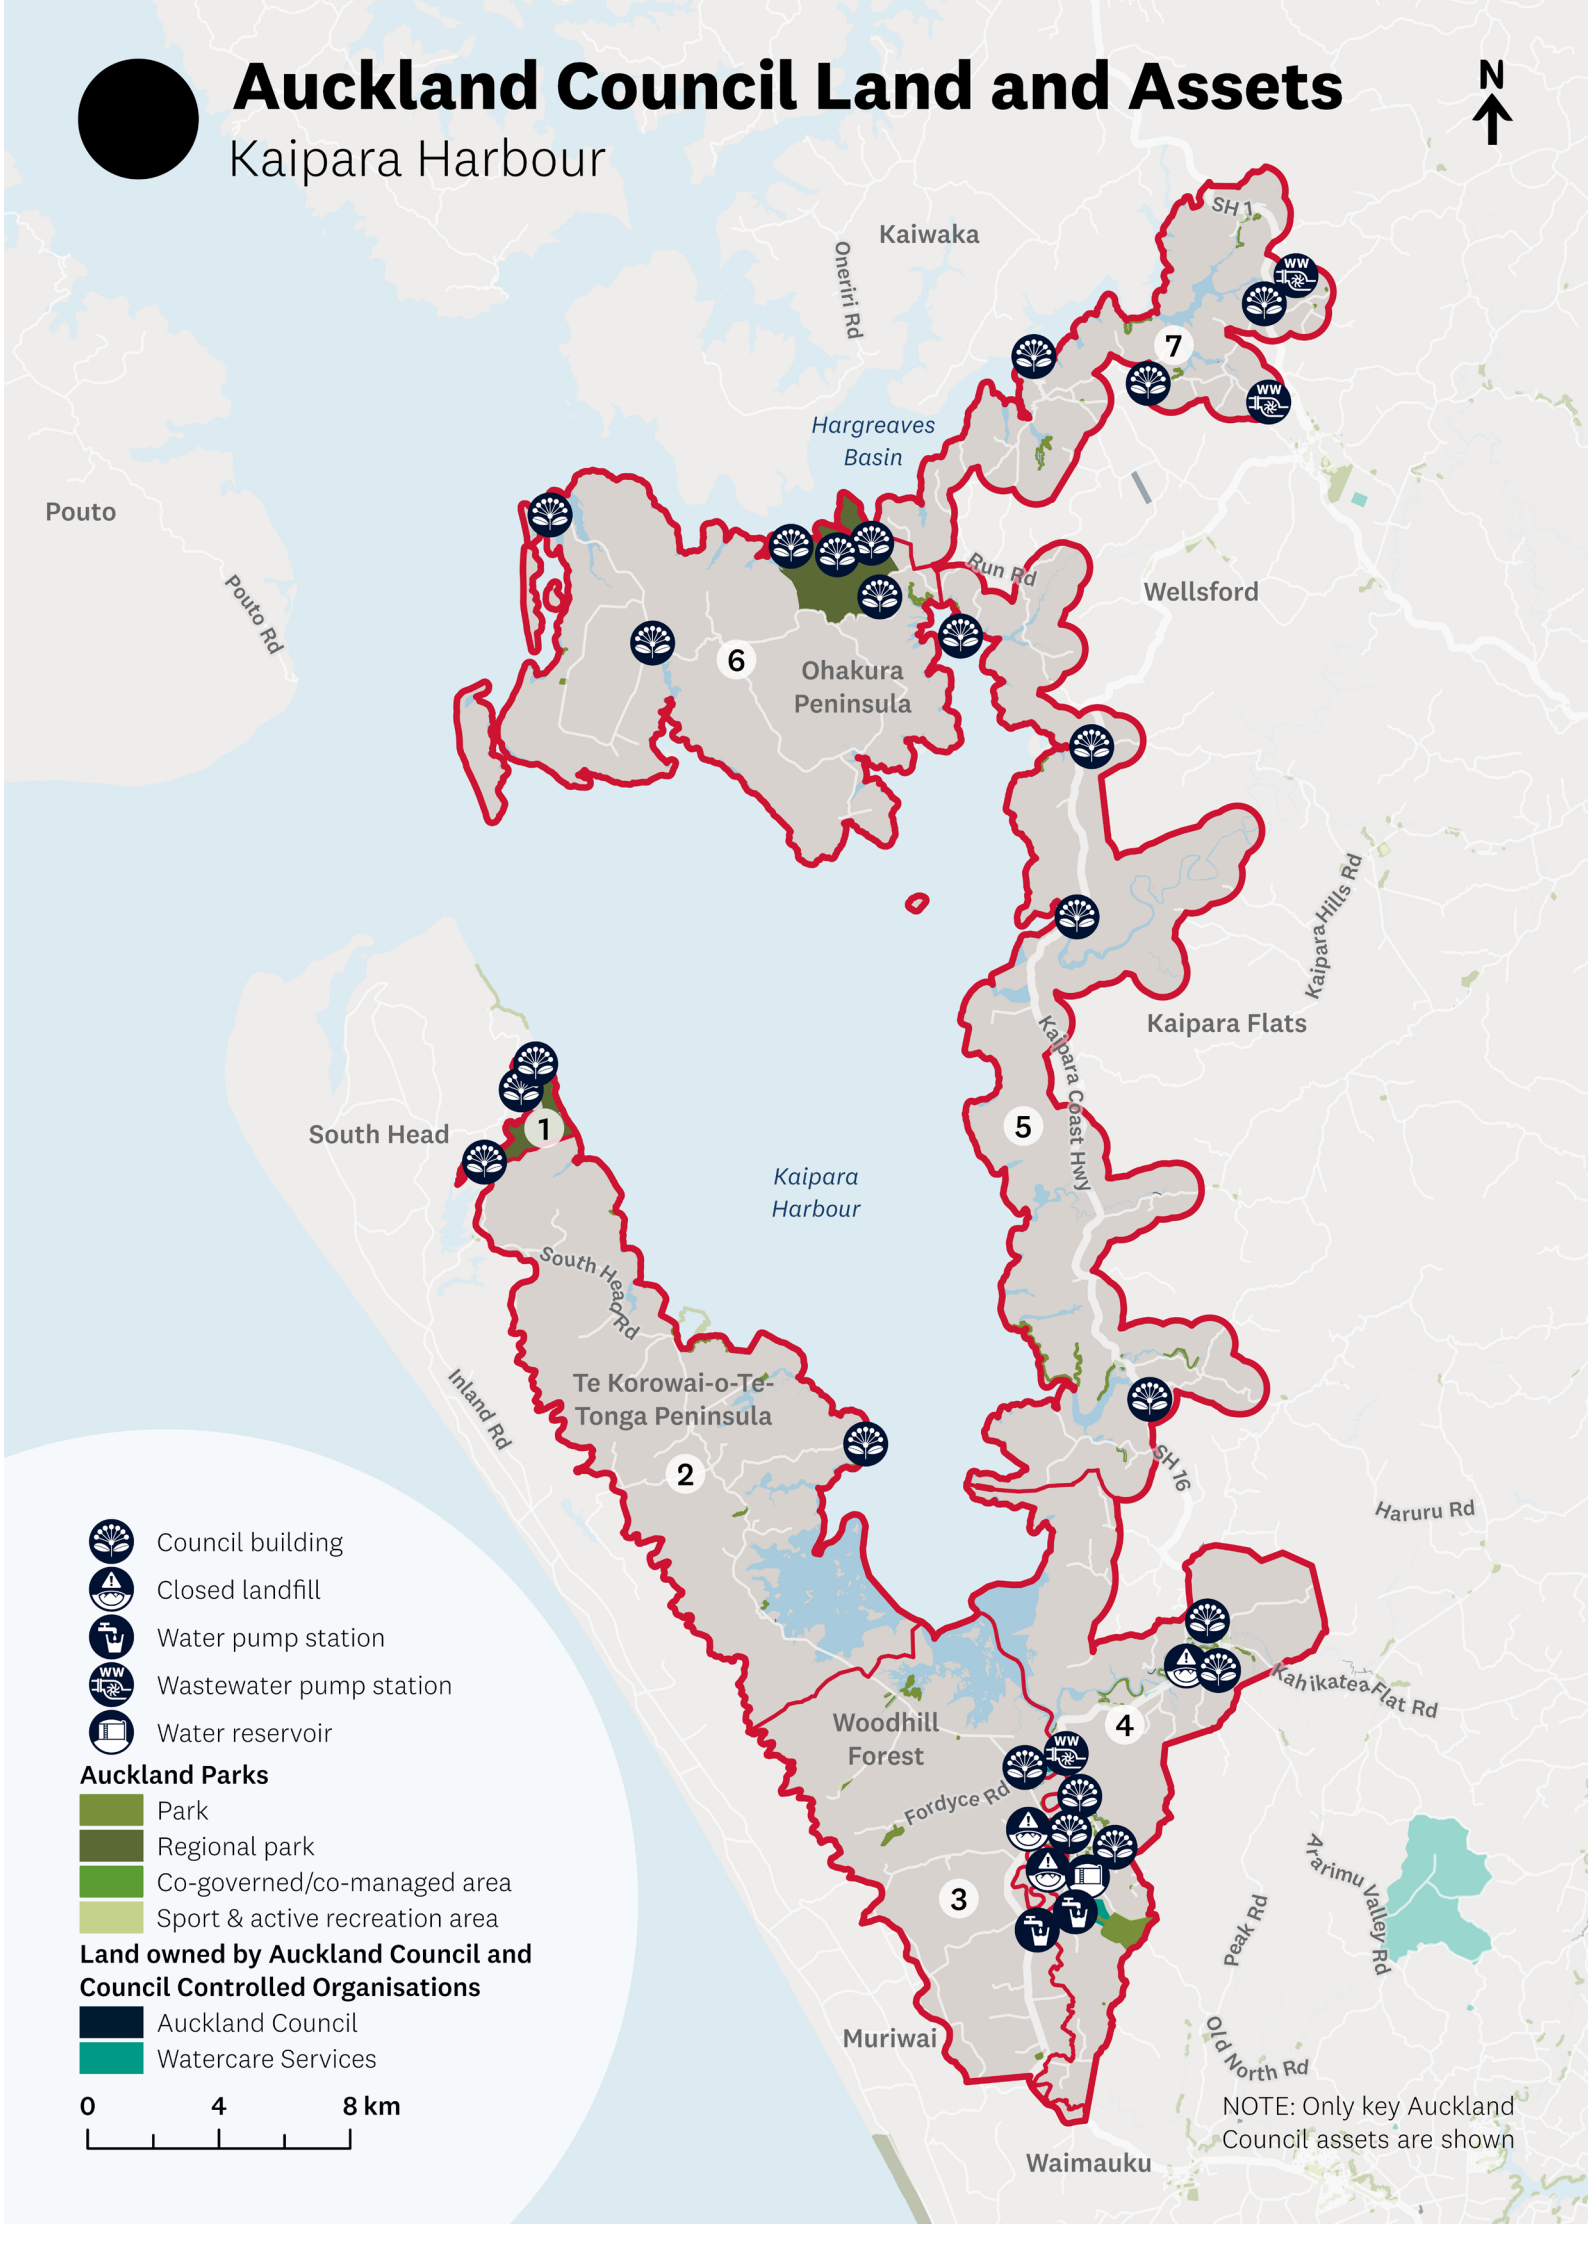 Auckland Council Land and Assets
Kaipara Harbour
N
SH 1
Kaiwaka
Oneriri Rd
WW
7
WW
Hargreaves
Basin
Pouto
Pouto Rd
Run Rd
Wellsford
6
Ohakura
Peninsula
Kaipara Hills Rd
Kaipara Flats
Kaipara Coast Hwy
South Head
1
5
Kaipara
Harbour
South Head Rd
Inland Rd
Te Korowai-o-Te-
Tonga Peninsula
2
SH 16
Haruru Rd
Kahikatea Flat Rd
Woodhill
Forest
4
WW
Fordyce Rd
3
Ararimu Valley Rd
Peak Rd
Muriwai
Old North Rd
Waimauku
Council building
Closed landfill
Water pump station
WW
Wastewater pump station
Water reservoir
Auckland Parks
Park
Regional park
Co-governed/co-managed area
Sport & active recreation area
Land owned by Auckland Council and
Council Controlled Organisations
Auckland Council
Watercare Services
0 4 8 km
NOTE: Only key Auckland
Council assets are shown